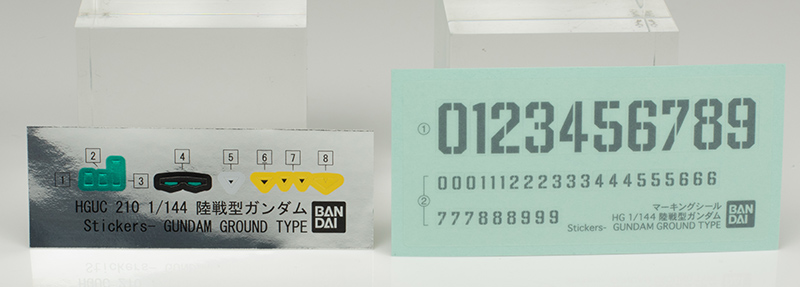 2
4
5
6
7
8
1
3
HGUC 210 1/144 陸戦型ガンダム
Stickers- GUNDAM GROUND TYPE
BAN
DAI
① 0123456789
000111222333444555666
②
777888999
マーキングシール
HG 1/144 陸戦型ガンダム
Stickers- GUNDAM GROUND TYPE
BAN
DAI